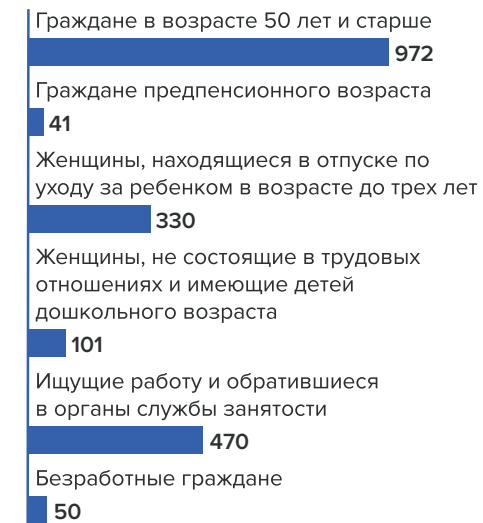 Граждане в возрасте 50 лет и старше
972
Граждане предпенсионного возраста
41
Женщины, находящиеся в отпуске по
уходу за ребенком в возрасте до трех лет
330
Женщины, не состоящие в трудовых
отношениях и имеющие детей
дошкольного возраста
101
Ищущие работу и обратившиеся
в органы службы занятости
470
Безработные граждане
50